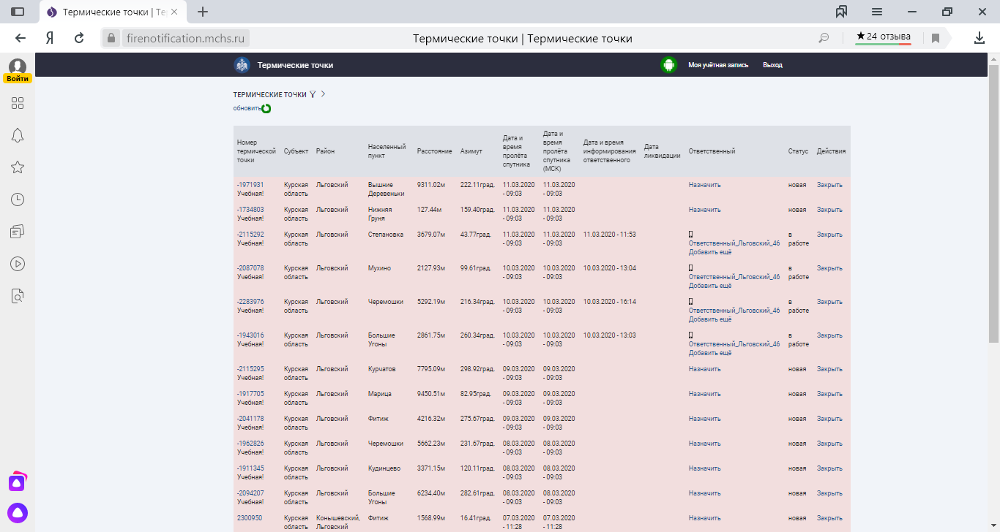 Термические точки | Те
firenotification.mchs.ru
Термические точки | Термические точки
★24 отзыва
Войти
Термические точки
Моя учётная запись
Выход
ТЕРМИЧЕСКИЕ ТОЧКИ
обновить
Номер термической точки Субъект Район Населенный пункт Расстояние Азимут Дата и время пролёта спутника Дата и время пролёта спутника (МСК) Дата и время информирования ответственного Дата ликвидации Ответственный Статус Действия
-1971931 Курская Льговский Вышние 9311.02м 222.11град. 11.03.2020 11.03.2020 Назначить новая Закрыть
Учебная! область Деревеньки - 09:03 - 09:03
-1734803 Курская Льговский Нижняя 127.44м 159.40град. 11.03.2020 11.03.2020 Назначить новая Закрыть
Учебная! область Груня - 09:03 - 09:03
-2115292 Курская Льговский Степановка 3679.07м 43.77град. 11.03.2020 11.03.2020 11.03.2020 - 11:53 в Закрыть
Учебная! область - 09:03 - 09:03 Ответственный_Льговский_46 работе
Добавить ещё
-2087078 Курская Льговский Мухино 2127.93м 99.61град. 10.03.2020 10.03.2020 10.03.2020 - 13:04 в Закрыть
Учебная! область - 09:03 - 09:03 Ответственный_Льговский_46 работе
Добавить ещё
-2283976 Курская Льговский Черемошки 5292.19м 216.34град. 10.03.2020 10.03.2020 10.03.2020 - 16:14 в Закрыть
Учебная! область - 09:03 - 09:03 Ответственный_Льговский_46 работе
Добавить ещё
-1943016 Курская Льговский Большие 2861.75м 260.34град. 10.03.2020 10.03.2020 10.03.2020 - 13:03 в Закрыть
Учебная! область Угоны - 09:03 - 09:03 Ответственный_Льговский_46 работе
Добавить ещё
-2115295 Курская Льговский Курчатов 7795.09м 298.92град. 09.03.2020 09.03.2020 Назначить новая Закрыть
Учебная! область - 09:03 - 09:03
-1917705 Курская Льговский Марица 9450.51м 82.95град. 09.03.2020 09.03.2020 Назначить новая Закрыть
Учебная! область - 09:03 - 09:03
-2041178 Курская Льговский Фитиж 4216.32м 275.67град. 09.03.2020 09.03.2020 Назначить новая Закрыть
Учебная! область - 09:03 - 09:03
-1962826 Курская Льговский Черемошки 5662.23м 231.67град. 08.03.2020 08.03.2020 Назначить новая Закрыть
Учебная! область - 09:03 - 09:03
-1911345 Курская Льговский Кудинцево 3371.15м 120.11град. 08.03.2020 08.03.2020 Назначить новая Закрыть
Учебная! область - 09:03 - 09:03
-2094207 Курская Льговский Большие 6234.40м 282.61град. 08.03.2020 08.03.2020 Назначить новая Закрыть
Учебная! область Угоны - 09:03 - 09:03
2300950 Курская Конышевский, Фитиж 1568.99м 16.41град. 07.03.2020 07.03.2020 Назначить новая Закрыть
область Льговский - 11:28 - 11:28